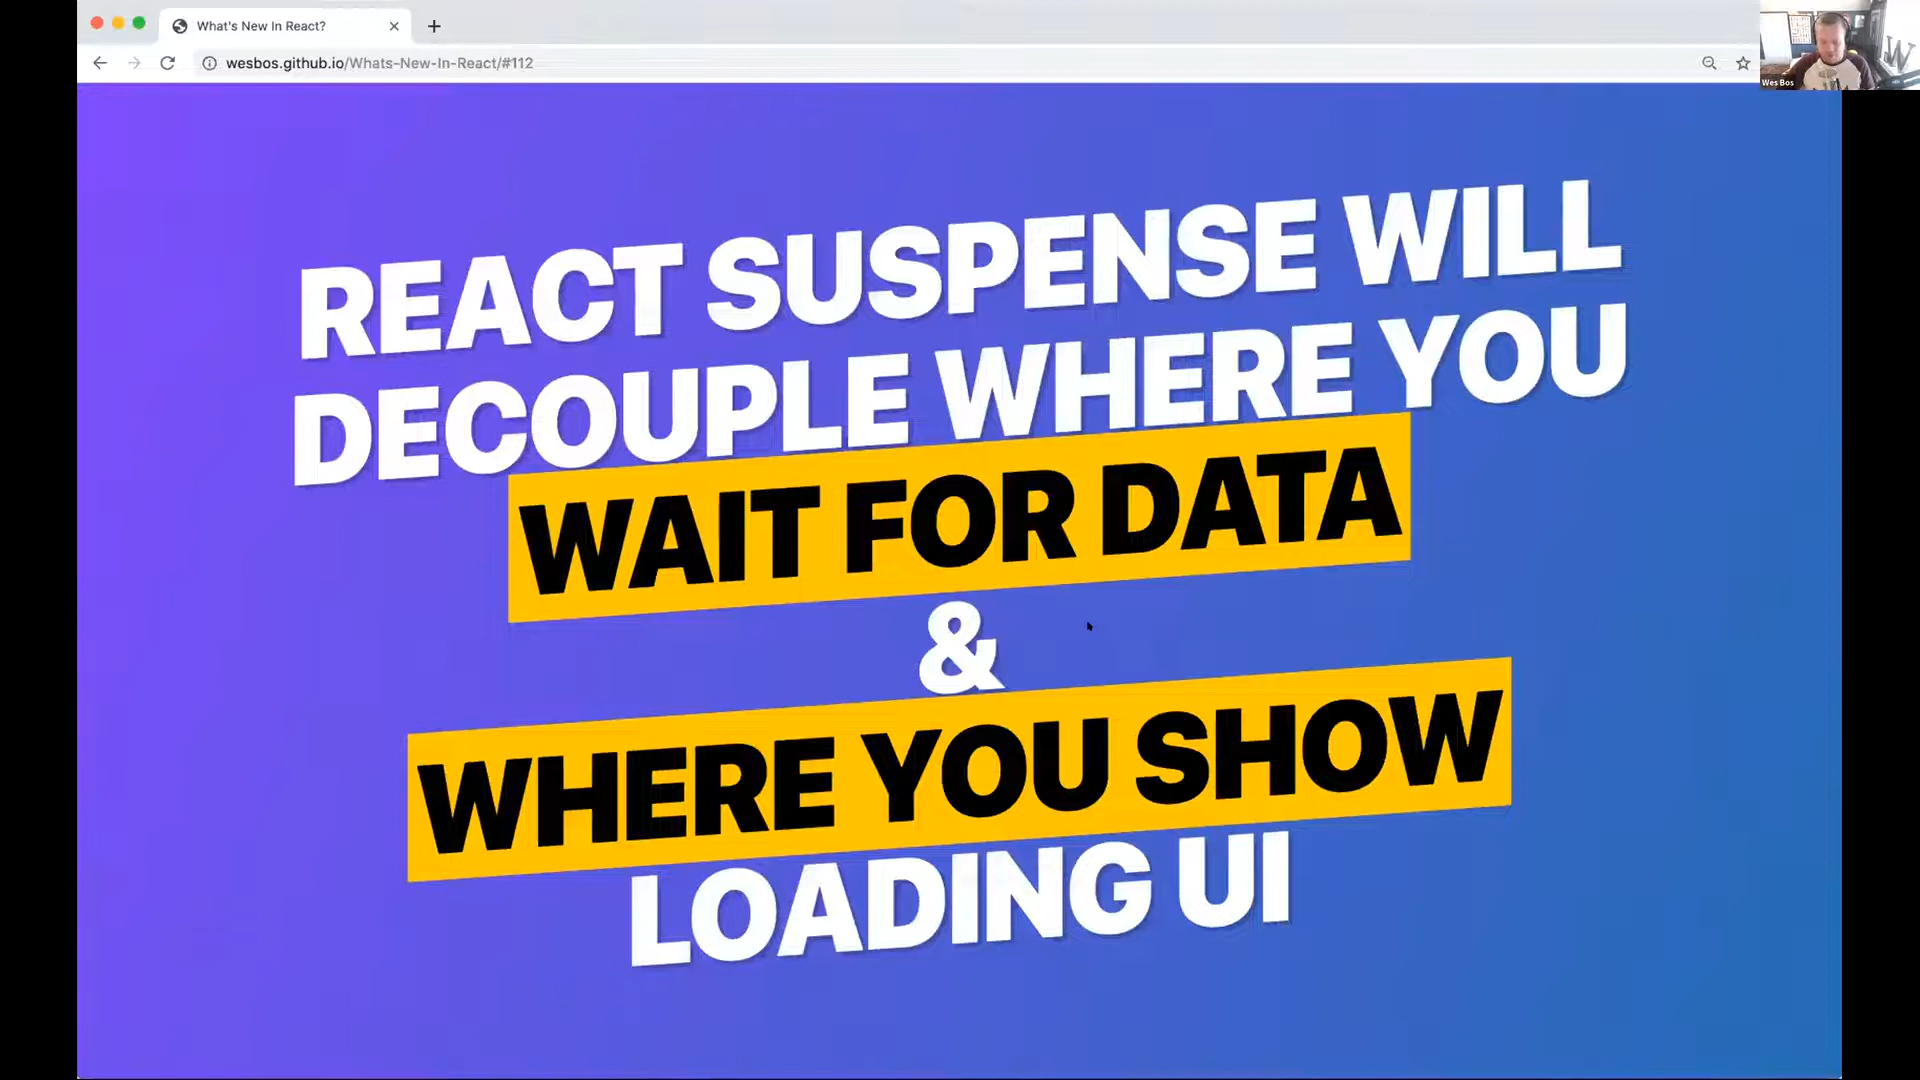 What's New In React?
wesbos.github.io/Whats-New-In-React/#112
Wes Bos
REACT SUSPENSE WILL
DECOUPLE WHERE YOU
WAIT FOR DATA
&
WHERE YOU SHOW
LOADING UI